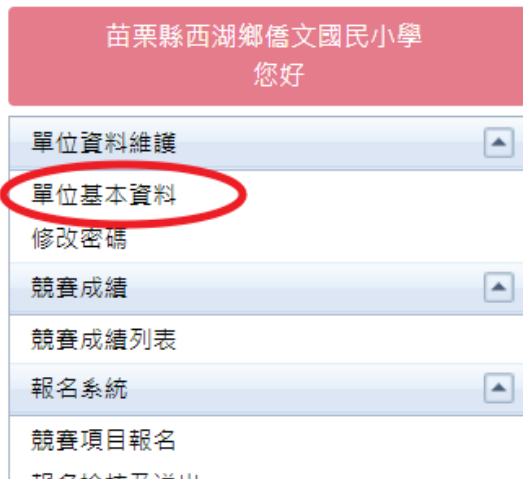 苗栗縣西湖鄉僑文國民小學
您好
單位資料維護
單位基本資料
修改密碼
競賽成績
競賽成績列表
報名系統
競賽項目報名